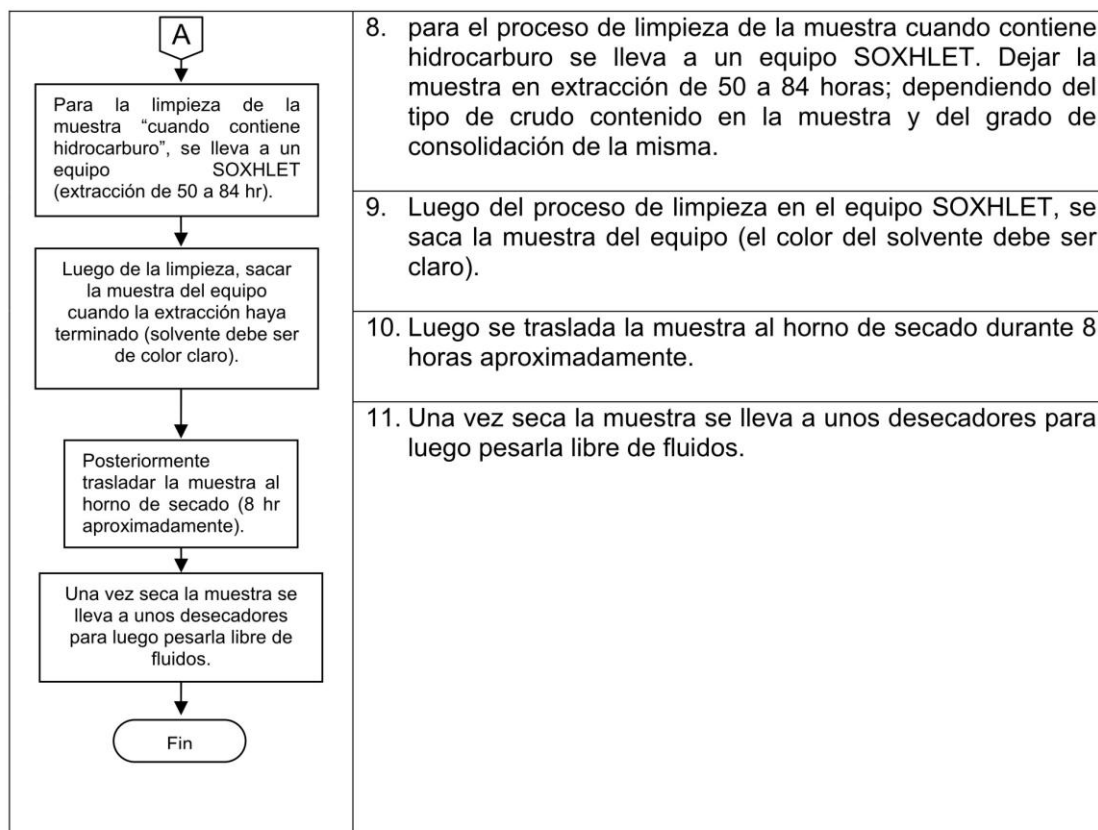 A
Para la limpieza de la
muestra “cuando contiene
hidrocarburo”, se lleva a un
equipo SOXHLET
(extracción de 50 a 84 hr).
Luego de la limpieza, sacar
la muestra del equipo
cuando la extracción haya
terminado (solvente debe ser
de color claro).
Posteriormente
trasladar la muestra al
horno de secado (8 hr
aproximadamente).
Una vez seca la muestra se
lleva a unos desecadores
para luego pesarla libre de
fluidos.
Fin
8. para el proceso de limpieza de la muestra cuando contiene
hidrocarburo se lleva a un equipo SOXHLET. Dejar la
muestra en extracción de 50 a 84 horas; dependiendo del
tipo de crudo contenido en la muestra y del grado de
consolidación de la misma.
9. Luego del proceso de limpieza en el equipo SOXHLET, se
saca la muestra del equipo (el color del solvente debe ser
claro).
10. Luego se traslada la muestra al horno de secado durante 8
horas aproximadamente.
11. Una vez seca la muestra se lleva a unos desecadores para
luego pesarla libre de fluidos.